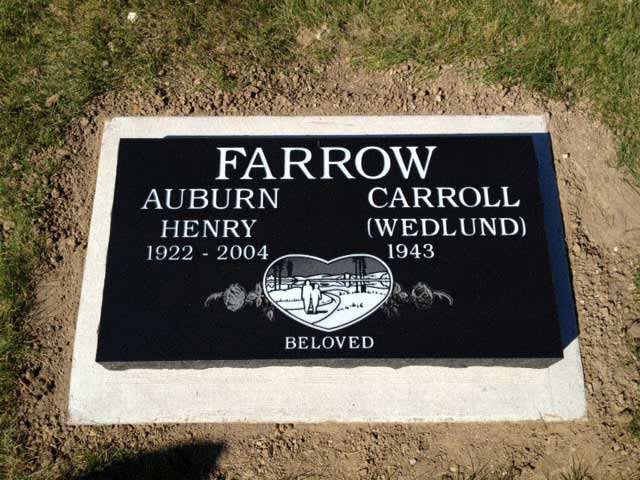 FARROW
AUBURN
HENRY
1922 - 2004
CARROLL
(WEDLUND)
1943
BELOVED